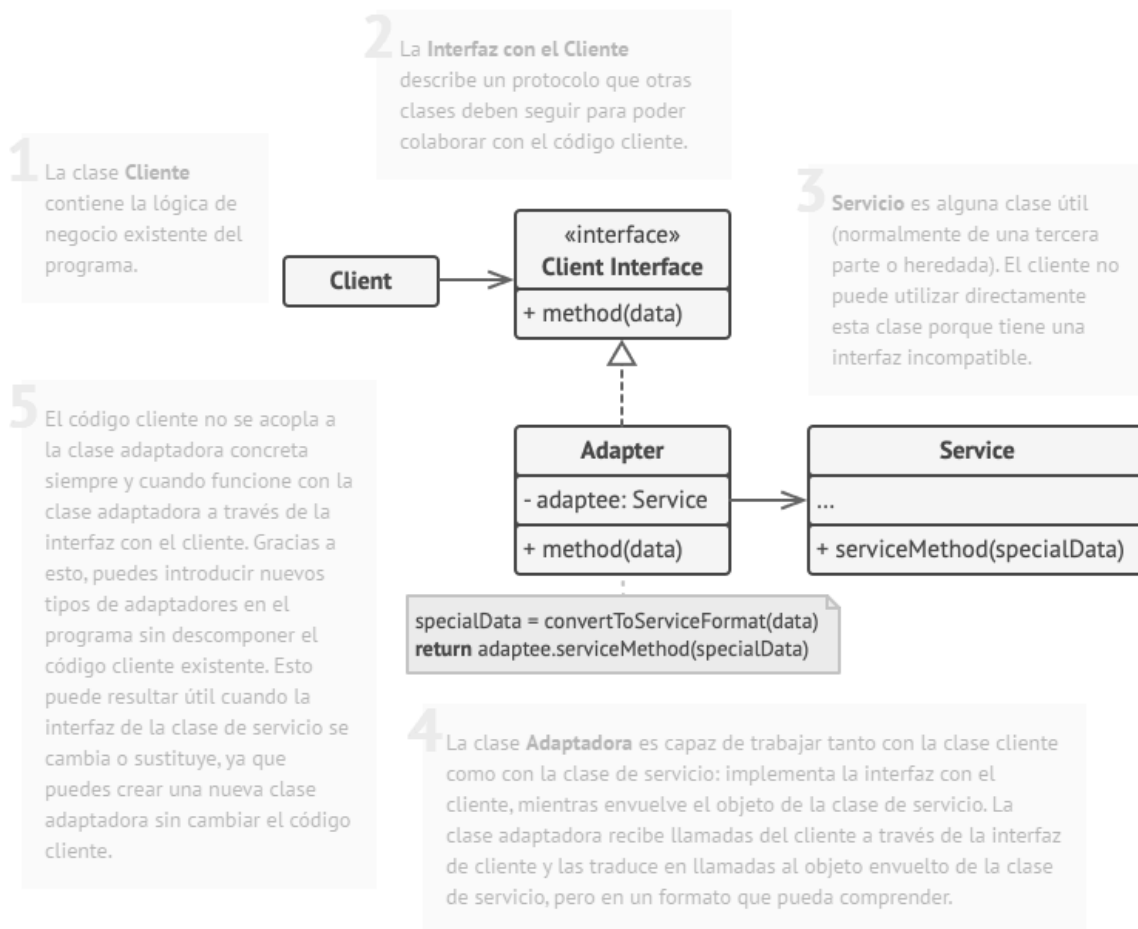 2
La Interfaz con el Cliente
describe un protocolo que otras
clases deben seguir para poder
colaborar con el código cliente.
1
La clase Cliente
contiene la lógica de
negocio existente del
programa.
3
Servicio es alguna clase útil
(normalmente de una tercera
parte o heredada). El cliente no
puede utilizar directamente
esta clase porque tiene una
interfaz incompatible.
Client
«interface»
Client Interface
+ method(data)
5
El código cliente no se acopla a
la clase adaptadora concreta
siempre y cuando funcione con la
clase adaptadora a través de la
interfaz con el cliente. Gracias a
esto, puedes introducir nuevos
tipos de adaptadores en el
programa sin descomponer el
código cliente existente. Esto
puede resultar útil cuando la
interfaz de la clase de servicio se
cambia o sustituye, ya que
puedes crear una nueva clase
adaptadora sin cambiar el código
cliente.
Adapter
- adaptee: Service
+ method(data)
Service
...
+ serviceMethod(specialData)
specialData = convertToServiceFormat(data)
return adaptee.serviceMethod(specialData)
4
La clase Adaptadora es capaz de trabajar tanto con la clase cliente
como con la clase de servicio: implementa la interfaz con el
cliente, mientras envuelve el objeto de la clase de servicio. La
clase adaptadora recibe llamadas del cliente a través de la interfaz
de cliente y las traduce en llamadas al objeto envuelto de la clase
de servicio, pero en un formato que pueda comprender.